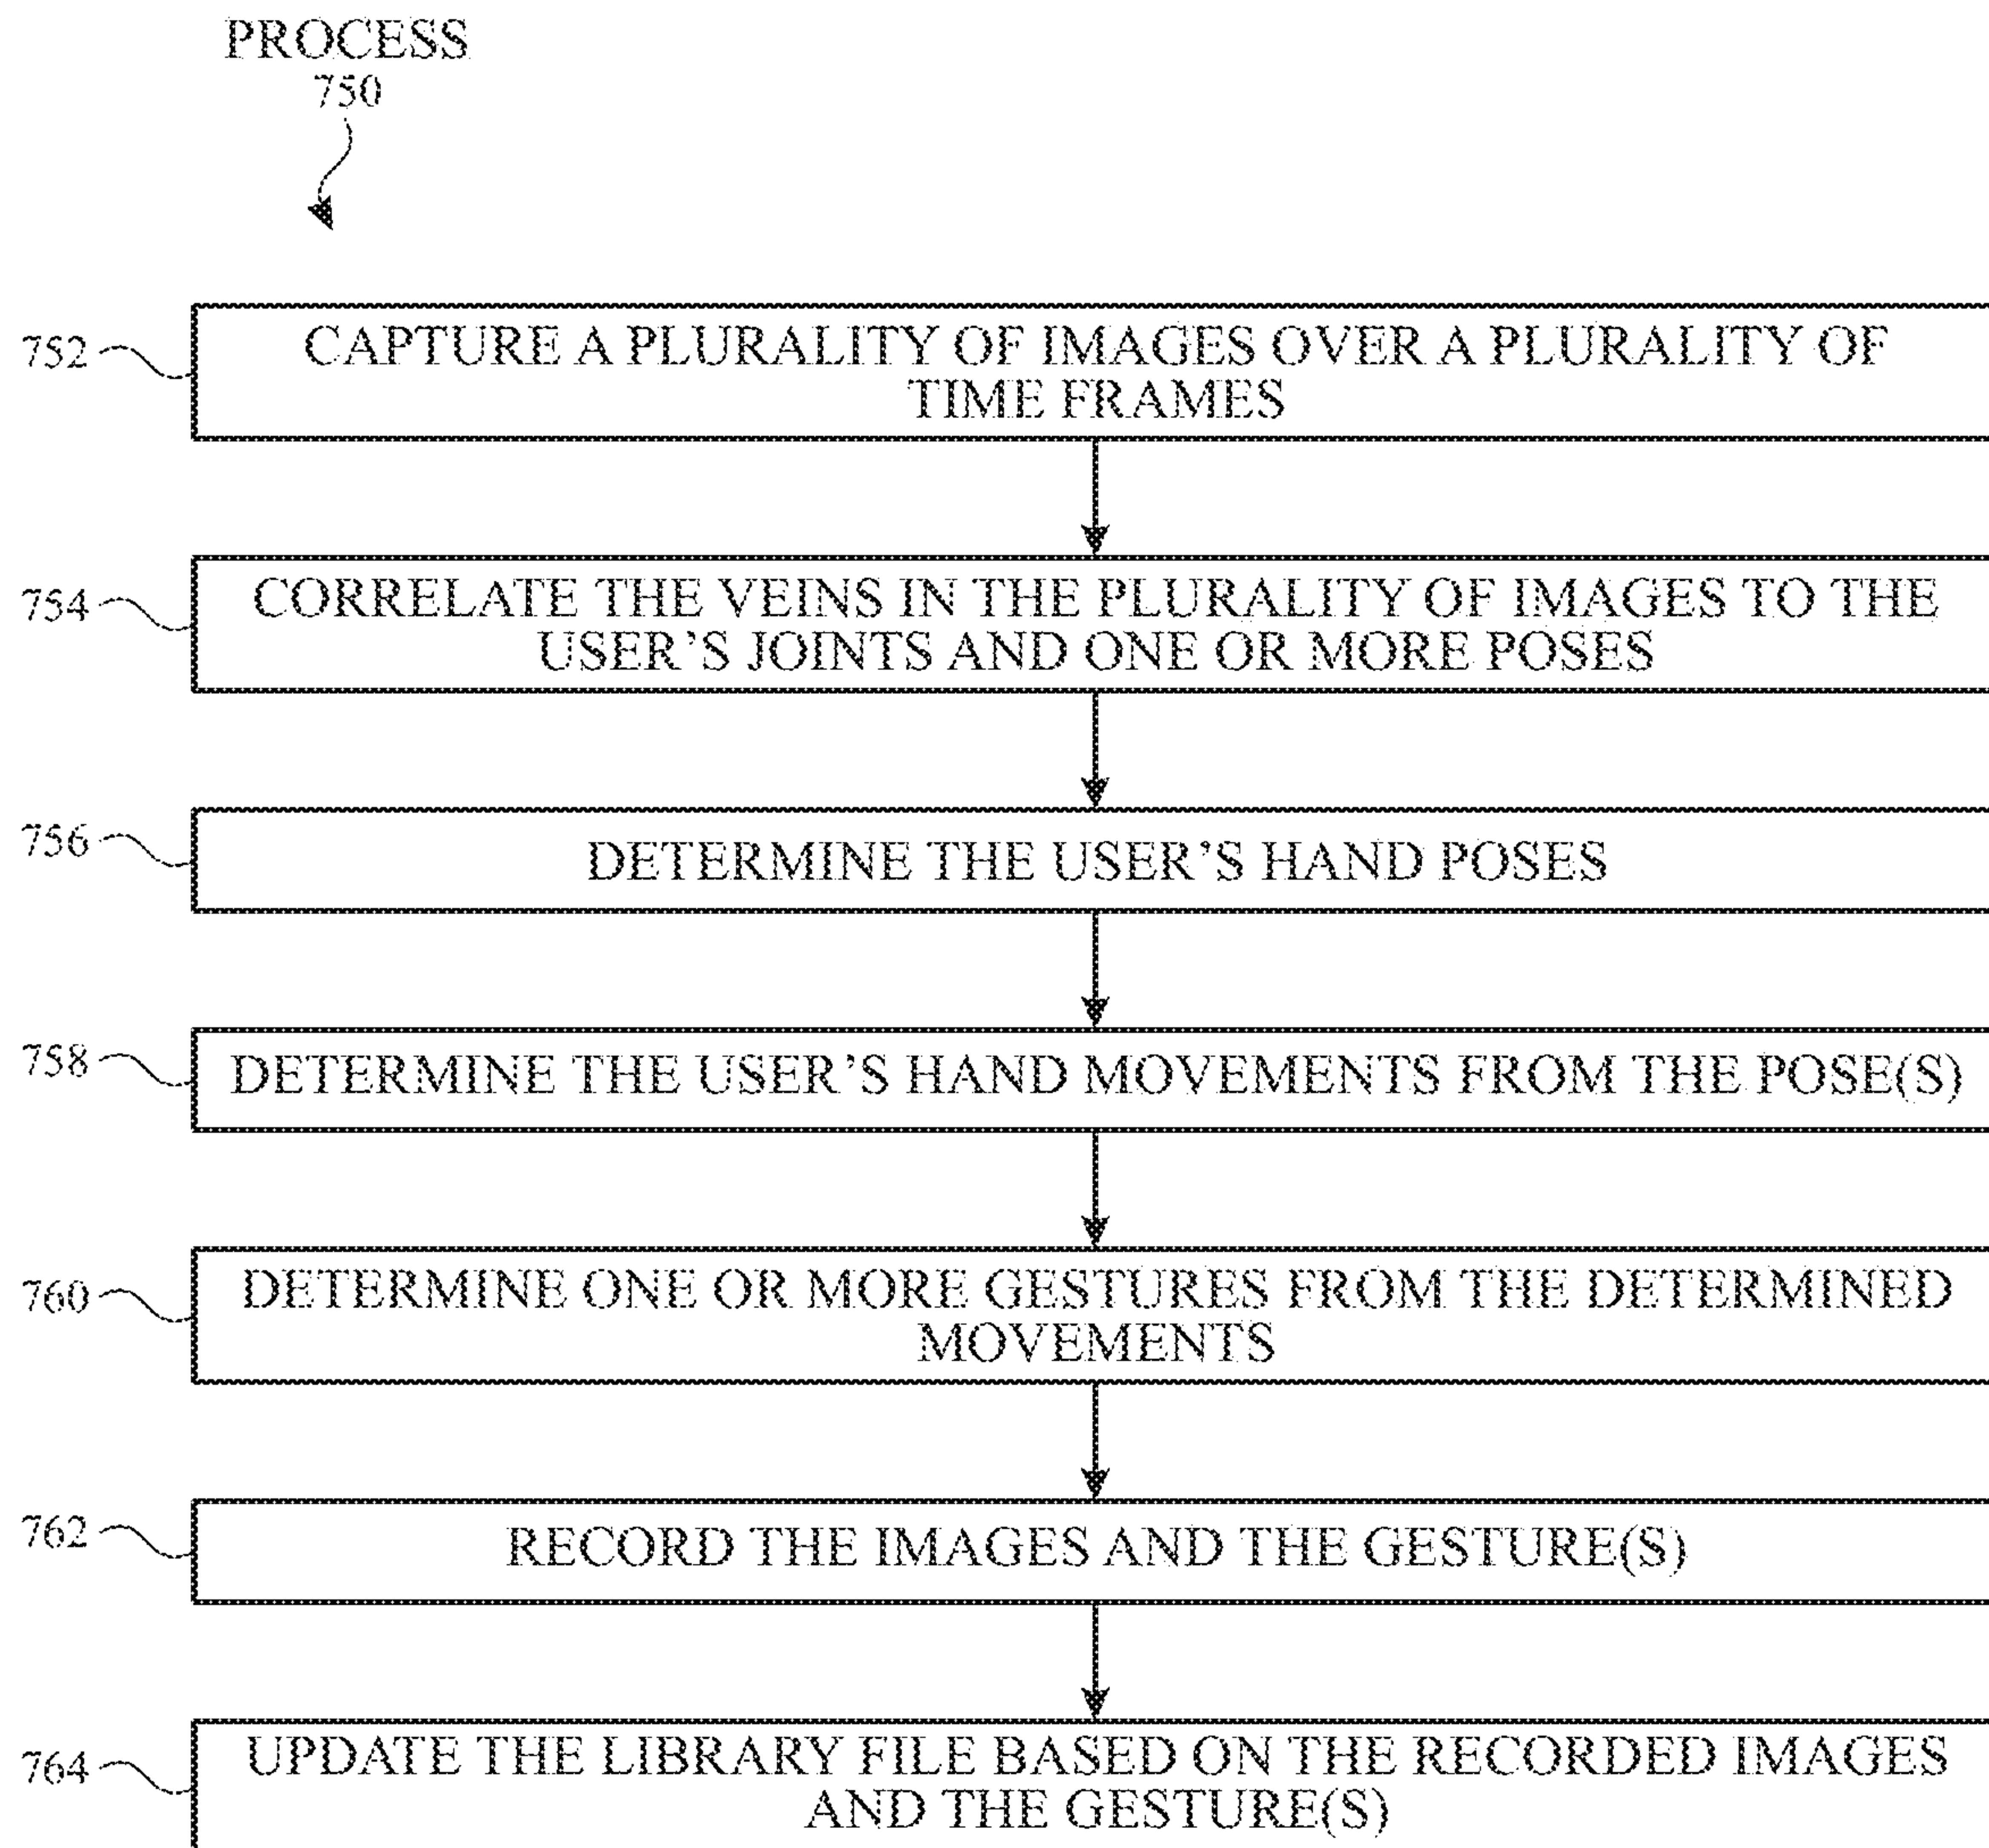 PROCESS
750
752
CAPTURE A PLURALITY OF IMAGES OVER A PLURALITY OF
TIME FRAMES
754
CORRELATE THE VEINS IN THE PLURALITY OF IMAGES TO THE
USER'S JOINTS AND ONE OR MORE POSES
756
DETERMINE THE USER'S HAND POSES
758
DETERMINE THE USER'S HAND MOVEMENTS FROM THE POSE(S)
760
DETERMINE ONE OR MORE GESTURES FROM THE DETERMINED
MOVEMENTS
762
RECORD THE IMAGES AND THE GESTURE(S)
764
UPDATE THE LIBRARY FILE BASED ON THE RECORDED IMAGES
AND THE GESTURE(S)